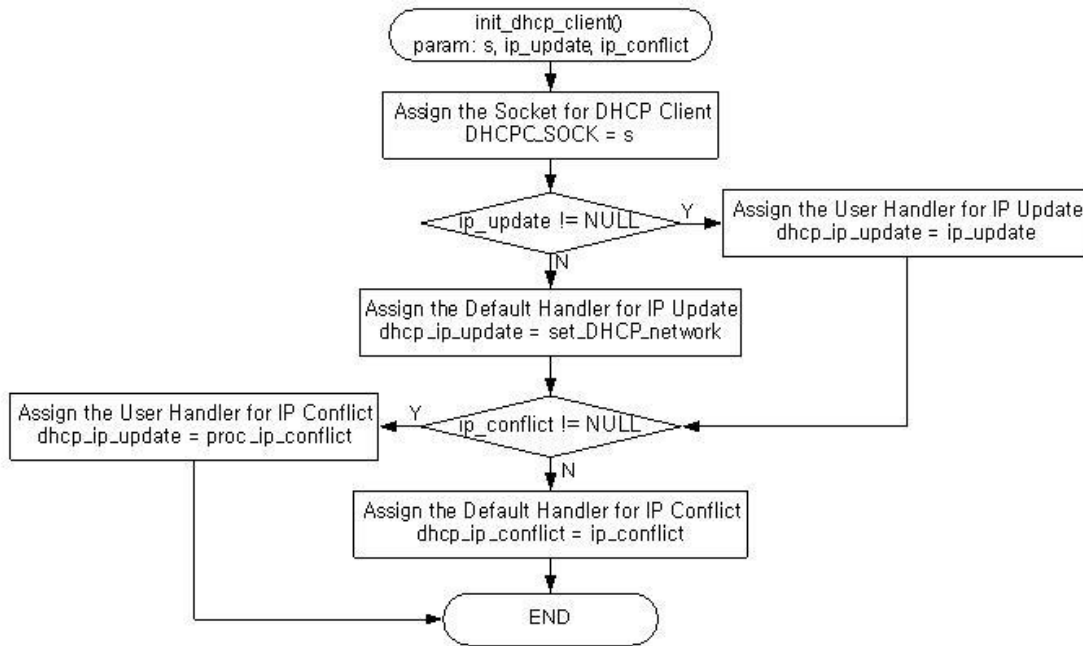 init_dhcp_client()
param: s, ip_update, ip_conflict
Assign the Socket for DHCP Client
DHCPC_SOCK = s
ip_update != NULL
Y
Assign the User Handler for IP Update
dhcp_ip_update = ip_update
N
Assign the Default Handler for IP Update
dhcp_ip_update = set_DHCP_network
Assign the User Handler for IP Conflict
dhcp_ip_update = proc_ip_conflict
Y
ip_conflict != NULL
N
Assign the Default Handler for IP Conflict
dhcp_ip_conflict = ip_conflict
END